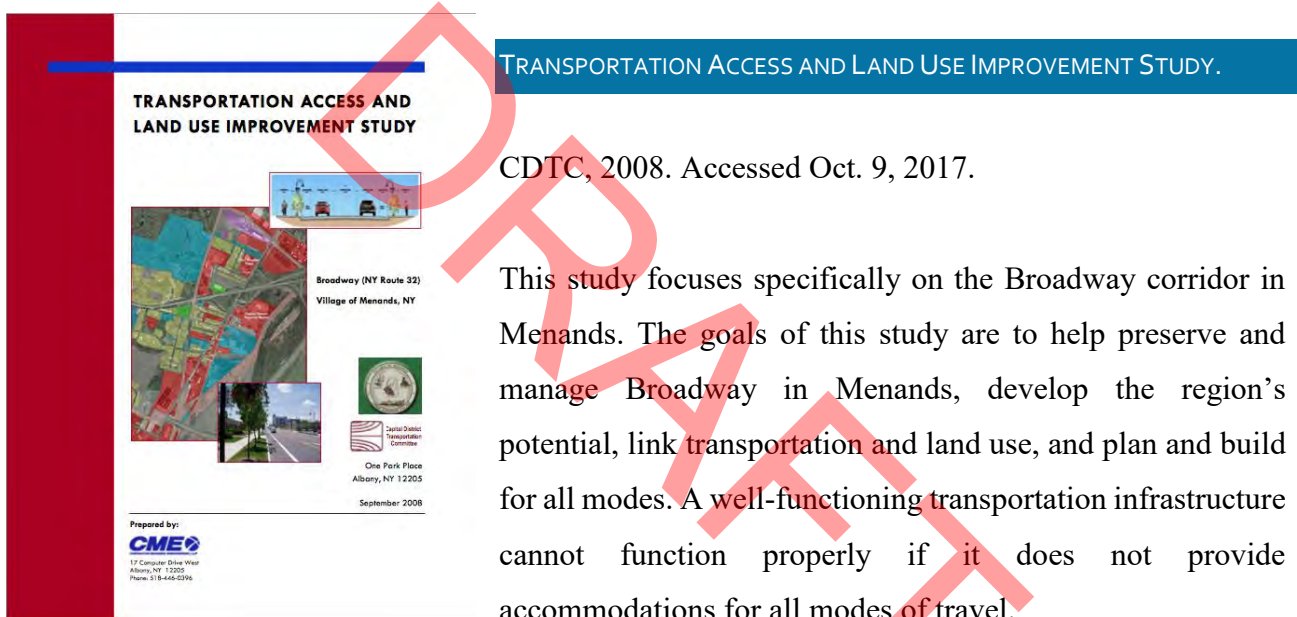 TRANSPORTATION ACCESS AND
LAND USE IMPROVEMENT STUDY
Broadway (NY Route 32)
Village of Menands, NY
Capital District
Transportation
Committee
One Park Place
Albany, NY 12205
September 2008
Prepared by:
CME
17 Computer Drive West
Albany, NY 12205
Phone: 518-446-0396
TRANSPORTATION ACCESS AND LAND USE IMPROVEMENT STUDY.
CDTC, 2008. Accessed Oct. 9, 2017.
This study focuses specifically on the Broadway corridor in
Menands. The goals of this study are to help preserve and
manage Broadway in Menands, develop the region’s
potential, link transportation and land use, and plan and build
for all modes. A well-functioning transportation infrastructure
cannot function properly if it does not provide
accommodations for all modes of travel.
DRAFT